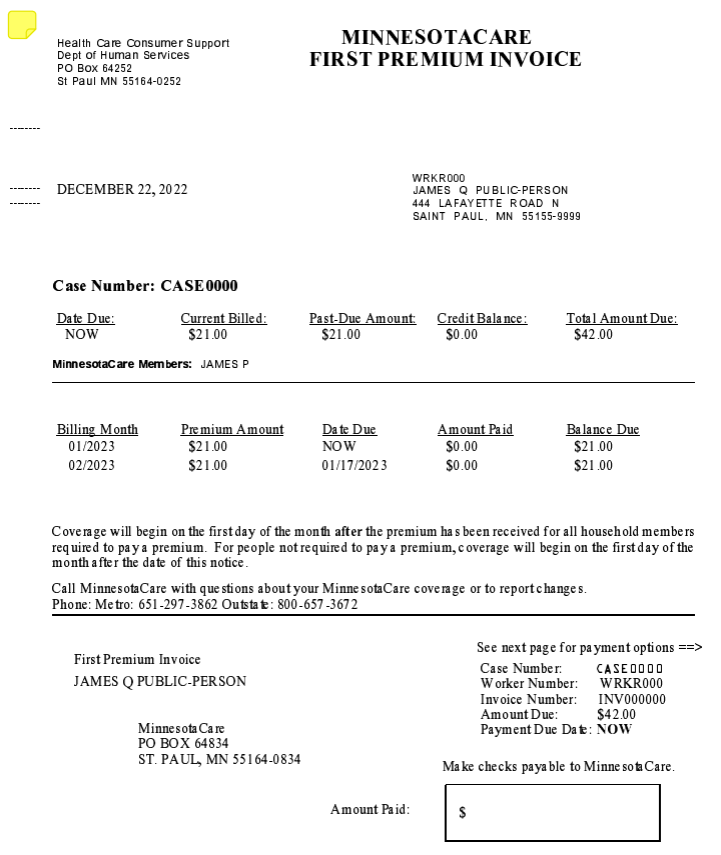 Health Care Consumer Support
Dept of Human Services
PO Box 64252
St Paul MN 55164-0252
MINNESOTACARE
FIRST PREMIUM INVOICE
DECEMBER 22, 2022
WRKR000
JAMES Q PUBLIC-PERSON
444 LAFAYETTE ROAD N
SAINT PAUL, MN 55155-9999
Case Number: CASE0000
Date Due: Current Billed: Past-Due Amount: Credit Balance: Total Amount Due:
NOW $21.00 $21.00 $0.00 $42.00
MinnesotaCare Members: JAMES P
Billing Month Premium Amount Date Due Amount Paid Balance Due
01/2023 $21.00 NOW $0.00 $21.00
02/2023 $21.00 01/17/2023 $0.00 $21.00
Coverage will begin on the first day of the month after the premium has been received for all household members
required to pay a premium. For people not required to pay a premium, coverage will begin on the first day of the
month after the date of this notice.
Call MinnesotaCare with questions about your MinnesotaCare coverage or to report changes.
Phone: Metro: 651-297-3862 Outstate: 800-657-3672
See next page for payment options ==>
First Premium Invoice
JAMES Q PUBLIC-PERSON
Case Number: CASE0000
Worker Number: WRKR000
Invoice Number: INV000000
Amount Due: $42.00
Payment Due Date: NOW
MinnesotaCare
PO BOX 64834
ST. PAUL, MN 55164-0834
Make checks payable to MinnesotaCare.
Amount Paid: $